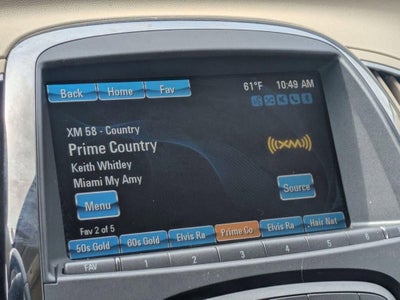 Back Home Fav 61°F 10:49 AM
XM 58 - Country
Prime Country
Keith Whitley
Miami My Amy
((XM))
Menu Source
Fav 2 of 5
50s Gold 60s Gold Elvis Ra Prime Co Elvis Ra Hair Nat
FAV 1 2 3 4 5 6